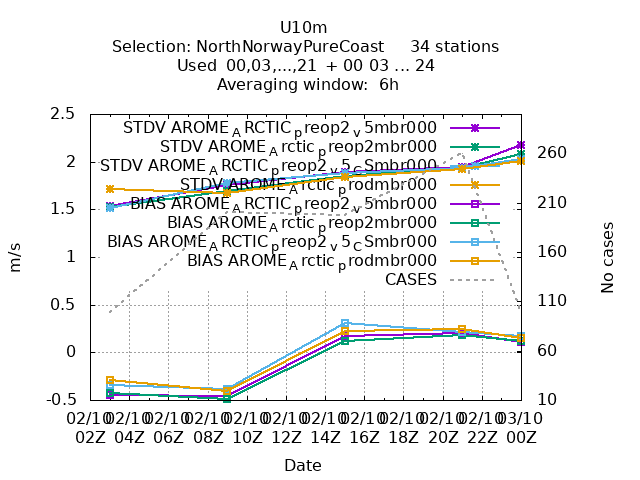 U10m
Selection: NorthNorwayPureCoast 34 stations
Used 00,03,...,21 + 00 03 ... 24
Averaging window: 6h
STDV AROME_ARCTIC_preop2_v5mbr000
STDV AROME_Arctic_preop2mbr000
STDV AROME_ARCTIC_preop2_v5_CSmbr000
STDV AROME_Arctic_prodmbr000
BIAS AROME_ARCTIC_preop2_v5mbr000
BIAS AROME_Arctic_preop2mbr000
BIAS AROME_ARCTIC_preop2_v5_CSmbr000
BIAS AROME_Arctic_prodmbr000
CASES
2.5
2
1.5
1
0.5
0
-0.5
m/s
260
210
160
110
60
10
No cases
02/10 02/10 02/10 02/10 02/10 02/10 02/10 02/10 02/10 02/10 02/10 03/10
02Z 04Z 06Z 08Z 10Z 12Z 14Z 16Z 18Z 20Z 22Z 00Z
Date